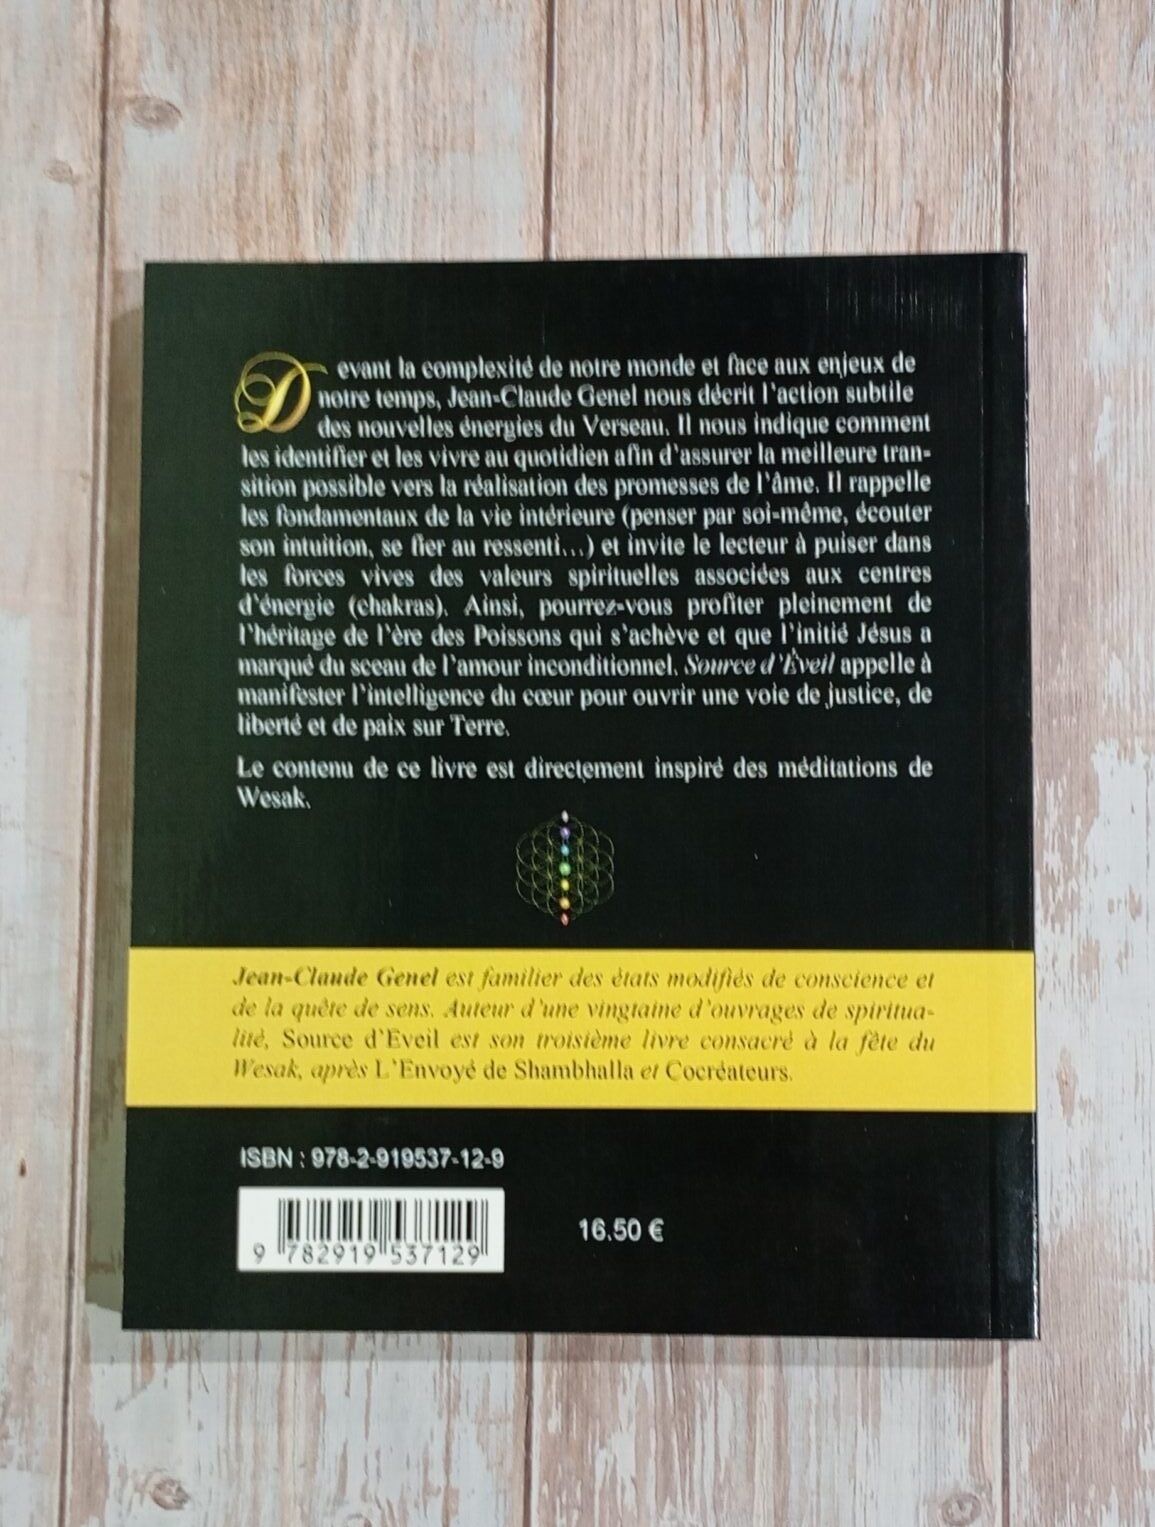 Devant la complexité de notre monde et face aux enjeux de
notre temps, Jean-Claude Genel nous décrit l'action subtile
des nouvelles énergies du Verseau. Il nous indique comment
les identifier et les vivre au quotidien afin d'assurer la meilleure tran-
sition possible vers la réalisation des promesses de l'âme. Il rappelle
les fondamentaux de la vie intérieure (penser par soi-même, écouter
son intuition, se fier au ressenti...) et invite le lecteur à puiser dans
les forces vives des valeurs spirituelles associées aux centres
d'énergie (chakras). Ainsi, pourrez-vous profiter pleinement de
l'héritage de l'ère des Poissons qui s'achève et que l'initié Jésus a
marqué du sceau de l'amour inconditionnel. Source d'Éveil appelle à
manifester l'intelligence du cœur pour ouvrir une voie de justice, de
liberté et de paix sur Terre.
Le contenu de ce livre est directement inspiré des méditations de
Wesak.
Jean-Claude Genel est familier des états modifiés de conscience et
de la quête de sens. Auteur d'une vingtaine d'ouvrages de spiritua-
lité, Source d'Eveil est son troisième livre consacré à la fête du
Wesak, après L'Envoyé de Shambhalla et Cocréateurs.
ISBN : 978-2-919537-12-9
16.50 €
9 782919 537129